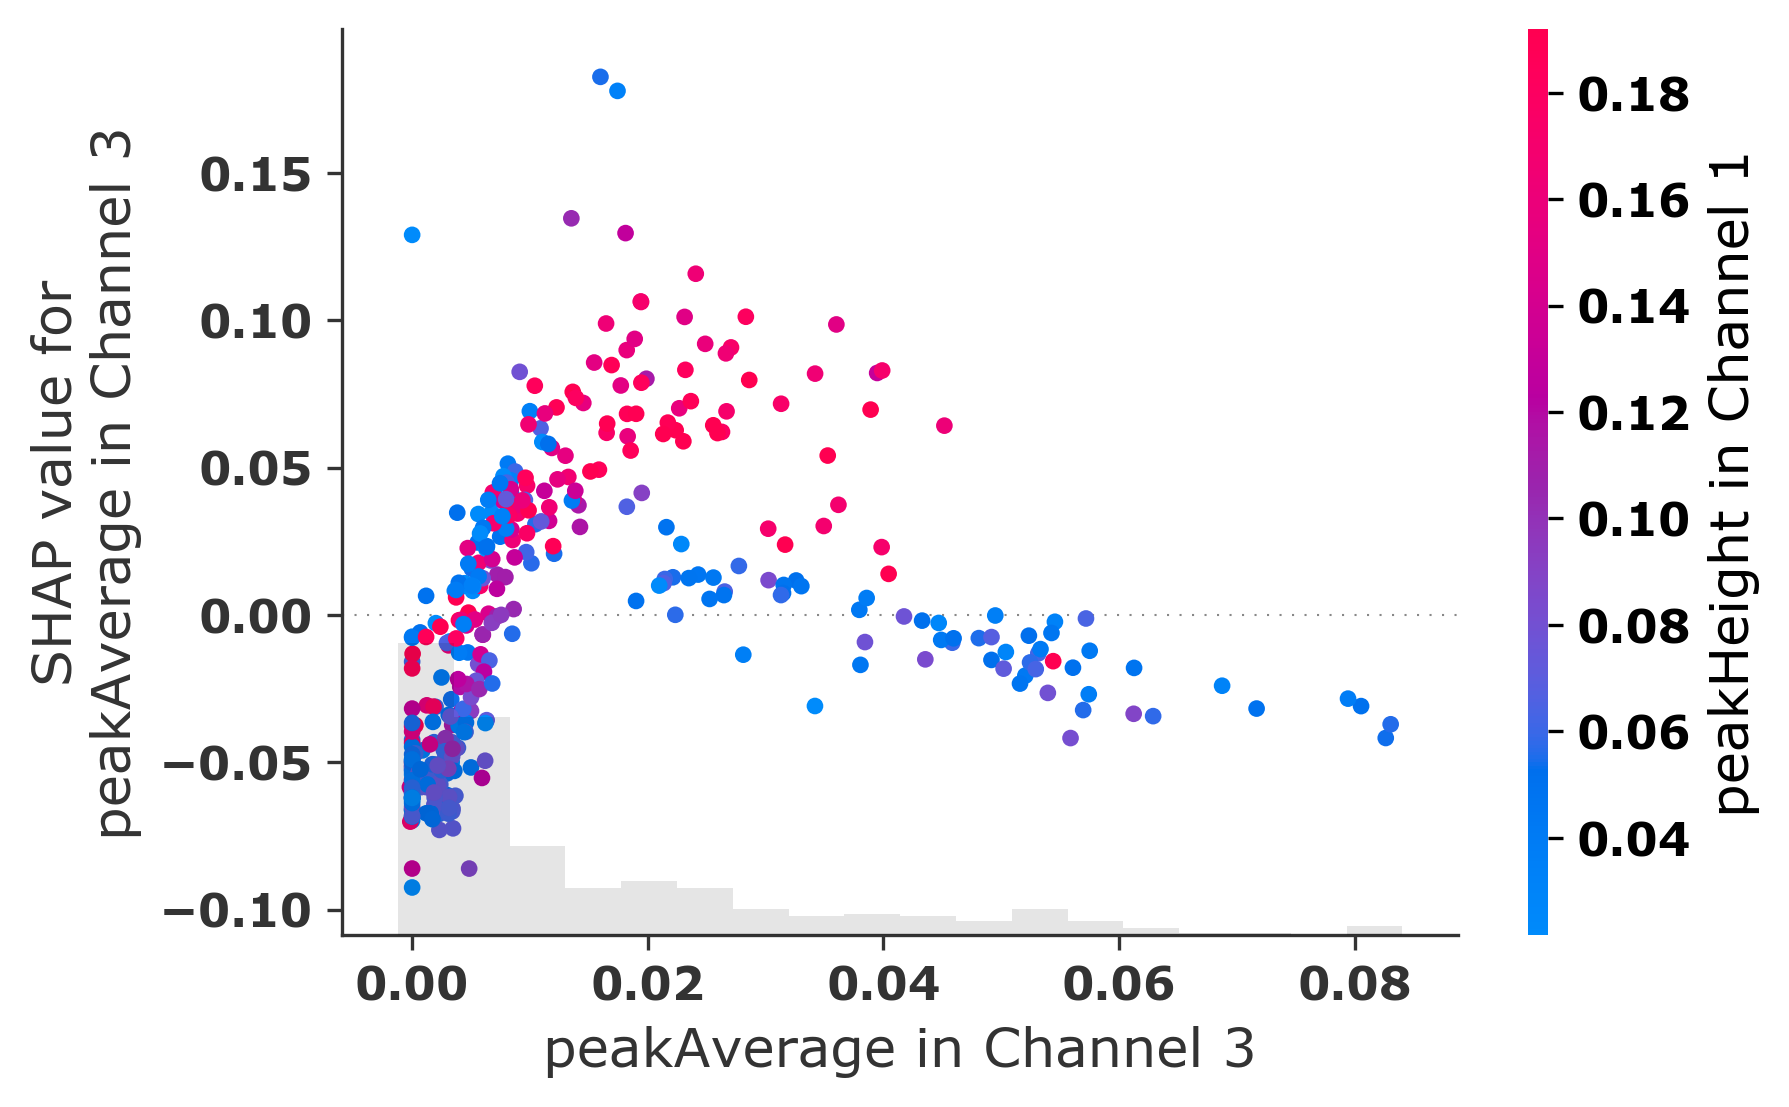 SHAP value for
peakAverage in Channel 3
0.15
0.10
0.05
0.00
−0.05
−0.10
0.00 0.02 0.04 0.06 0.08
peakAverage in Channel 3
0.18
0.16
0.14
0.12
0.10
0.08
0.06
0.04
peakHeight in Channel 1